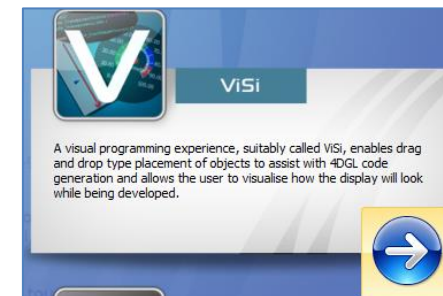 V
ViSi
A visual programming experience, suitably called ViSi, enables drag
and drop type placement of objects to assist with 4DGL code
generation and allows the user to visualise how the display will look
while being developed.